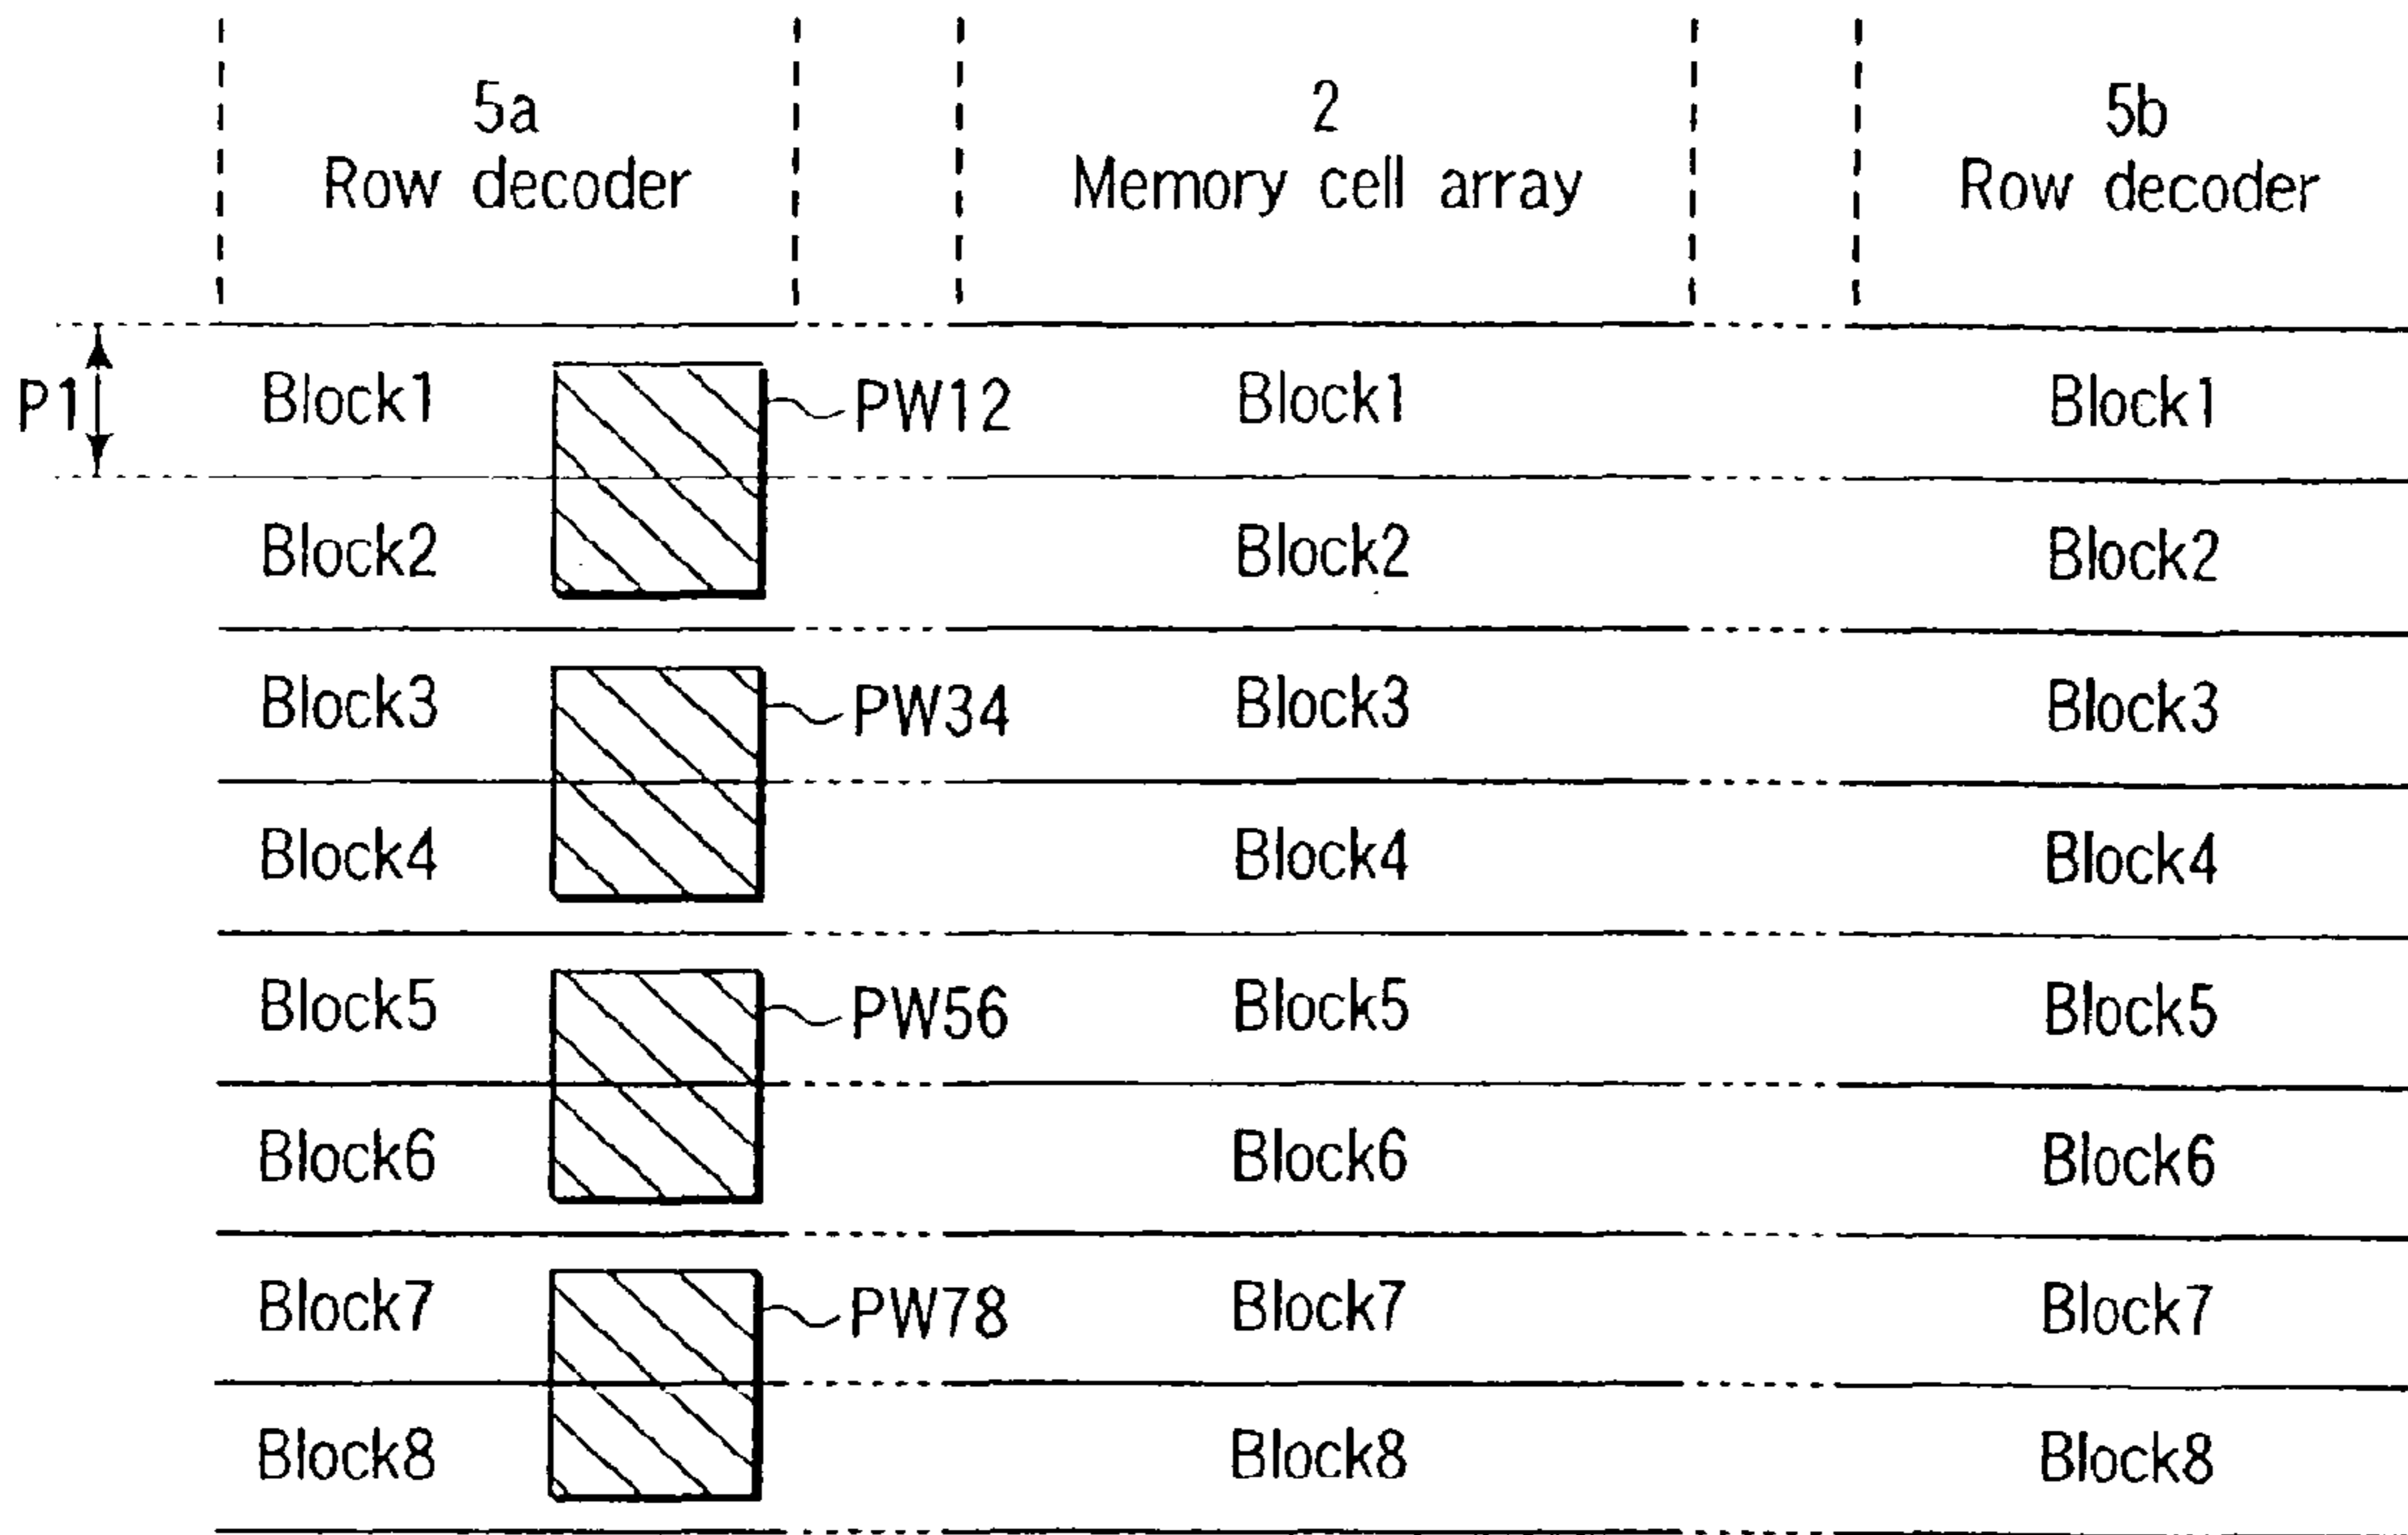 5a 2 5b
Row decoder Memory cell array Row decoder
P1 Block1 PW12 Block1 Block1
Block2 Block2 Block2
Block3 PW34 Block3 Block3
Block4 Block4 Block4
Block5 PW56 Block5 Block5
Block6 Block6 Block6
Block7 PW78 Block7 Block7
Block8 Block8 Block8